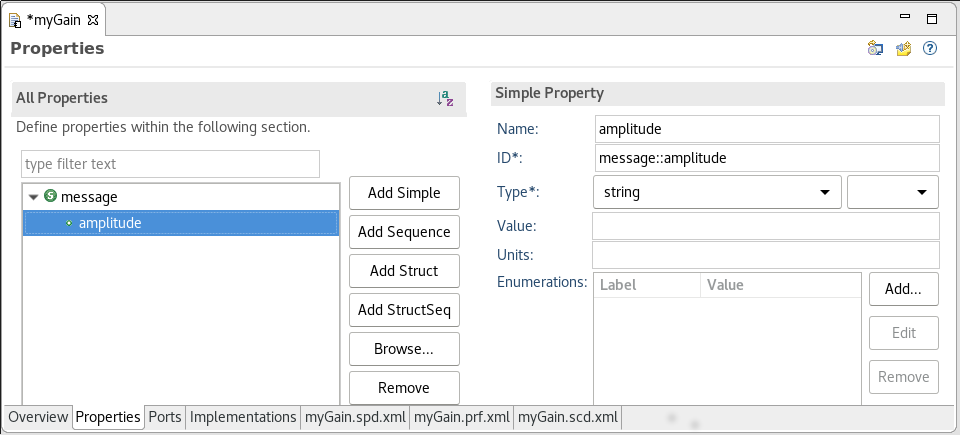 *myGain
Properties
All Properties
Define properties within the following section.
type filter text
message
amplitude
Add Simple
Add Sequence
Add Struct
Add StructSeq
Browse...
Remove
Simple Property
Name: amplitude
ID*: message::amplitude
Type*: string
Value:
Units:
Enumerations: Label Value
Add...
Edit
Remove
Overview Properties Ports Implementations myGain.spd.xml myGain.prf.xml myGain.scd.xml